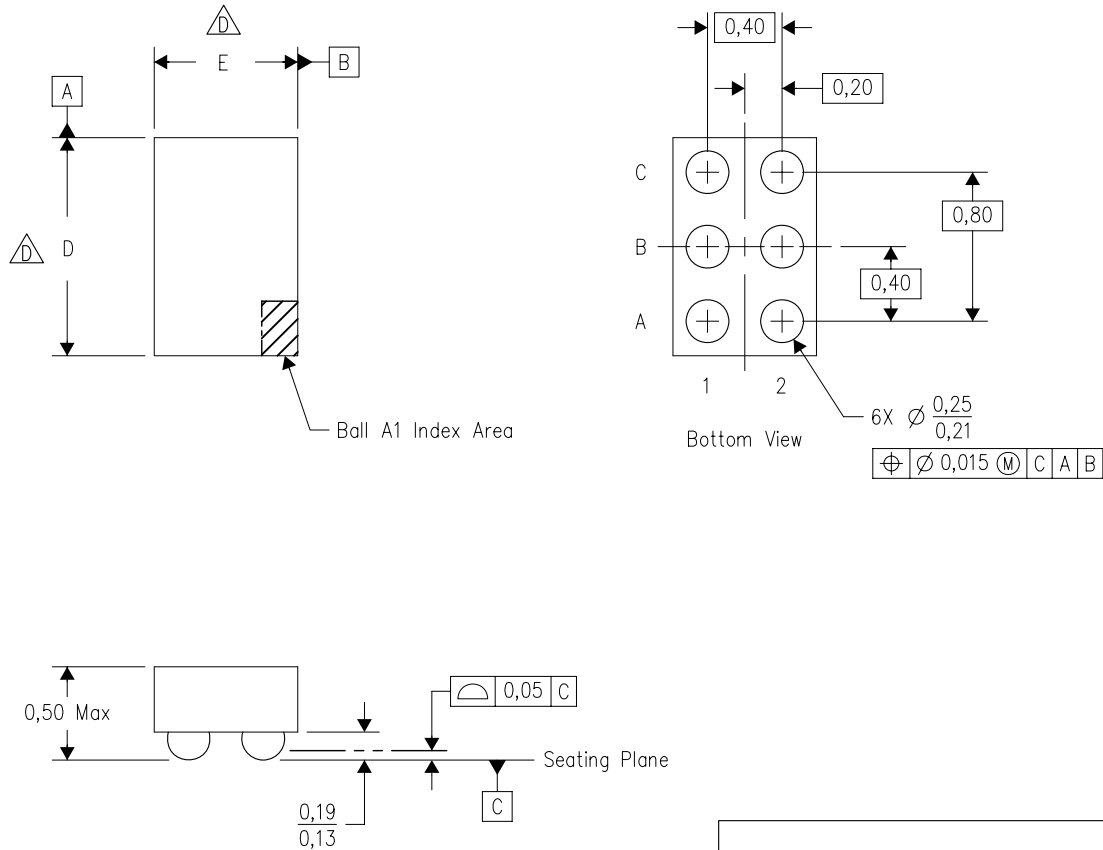 D
E
B
A
D
D
Ball A1 Index Area
0,40
0,20
C
B
A
0,80
0,40
1 2
Bottom View
6X ⌀ 0,25
0,21
⌖ ⌀ 0,015 Ⓜ C A B
0,50 Max
⌓ 0,05 C
Seating Plane
C
0,19
0,13